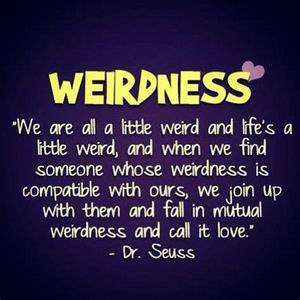 WEIRDNESS
"We are all a little weird and life's a
little weird, and when we find
someone whose weirdness is
compatible with ours, we join up
with them and fall in mutual
weirdness and call it love."
- Dr. Seuss